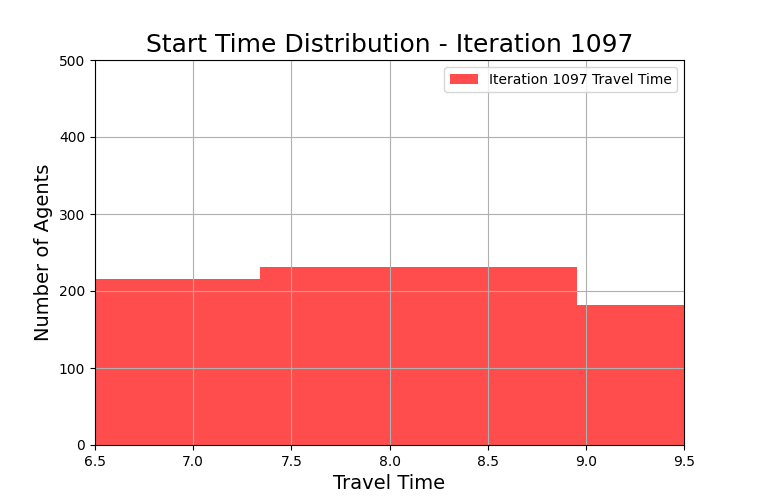 Start Time Distribution - Iteration 1097
Iteration 1097 Travel Time
Number of Agents
500
400
300
200
100
0
6.5 7.0 7.5 8.0 8.5 9.0 9.5
Travel Time